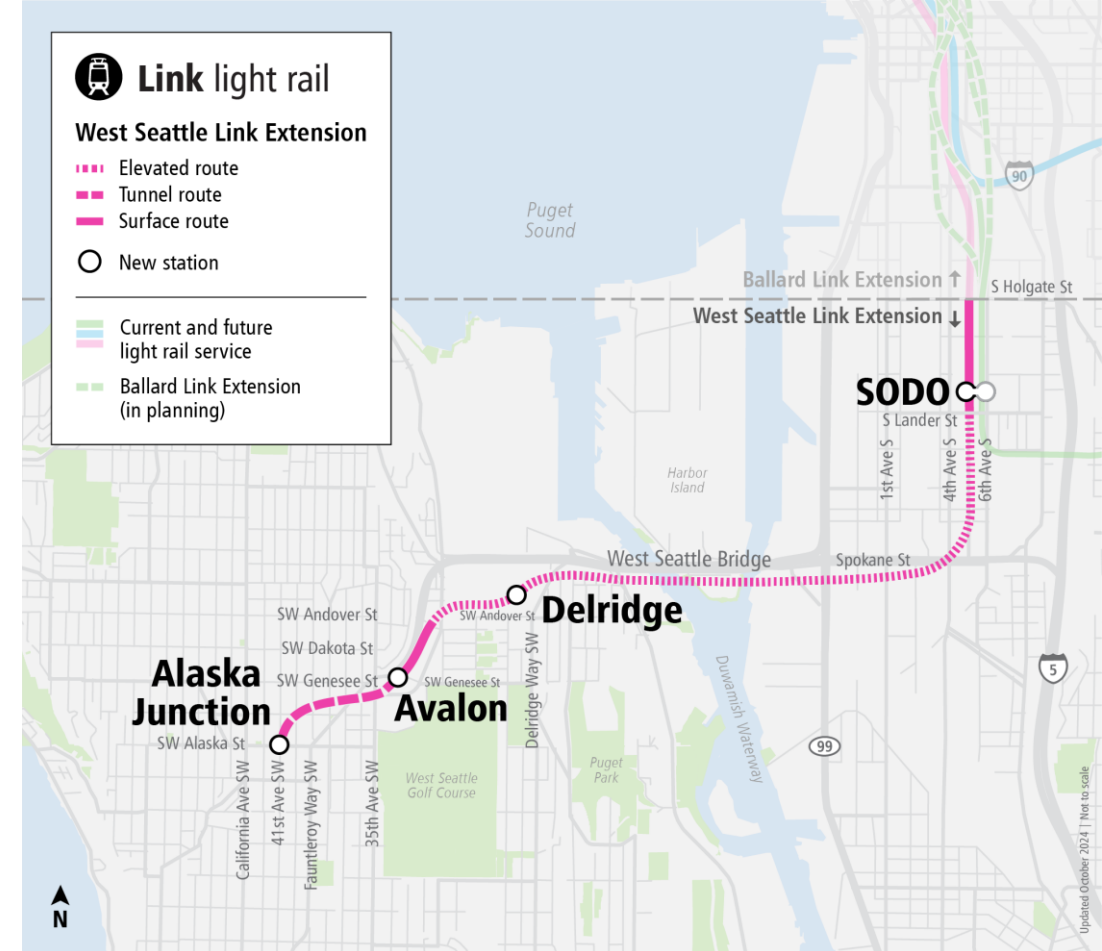 Link light rail
West Seattle Link Extension
Elevated route
Tunnel route
Surface route
New station
Current and future
light rail service
Ballard Link Extension
(in planning)
Puget
Sound
90
Ballard Link Extension ↑
S Holgate St
West Seattle Link Extension ↓
SODO
S Lander St
1st Ave S
4th Ave S
6th Ave S
Harbor
Island
West Seattle Bridge
Spokane St
SW Andover St
SW Andover St
Delridge
SW Dakota St
Alaska
Junction
SW Genesee St
SW Genesee St
Avalon
Delridge Way SW
Duwamish Waterway
5
SW Alaska St
99
California Ave SW
41st Ave SW
Fauntleroy Way SW
35th Ave SW
West Seattle
Golf Course
Puget
Park
N
Updated October 2024 | Not to scale